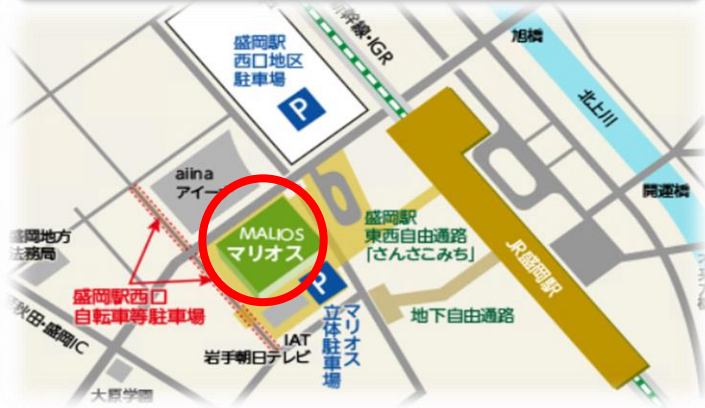 新幹線・IGR
盛岡駅
西口地区
駐車場
P
旭橋
北上川
開運橋
aiina
アイーナ
MALIOS
マリオス
盛岡駅
東西自由通路
「さんさこみち」
JR盛岡駅
盛岡地方
法務局
盛岡駅西口
自転車等駐車場
P
マリオス
立体駐車場
地下自由通路
秋田・盛岡IC
IAT
岩手朝日テレビ
大原学園